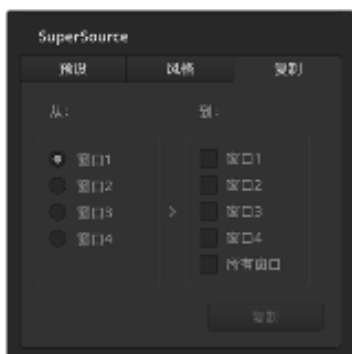 SuperSource
预设 风格 复制
从： 到：
窗口1 窗口1
窗口2 窗口2
窗口3 > 窗口3
窗口4 窗口4
所有窗口
复制